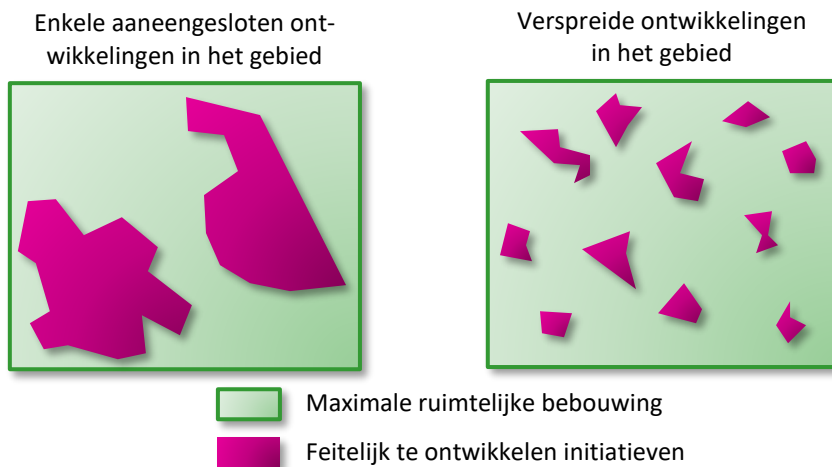 Enkele aaneengesloten ont-
wikkelingen in het gebied
Verspreide ontwikkelingen
in het gebied
Maximale ruimtelijke bebouwing
Feitelijk te ontwikkelen initiatieven